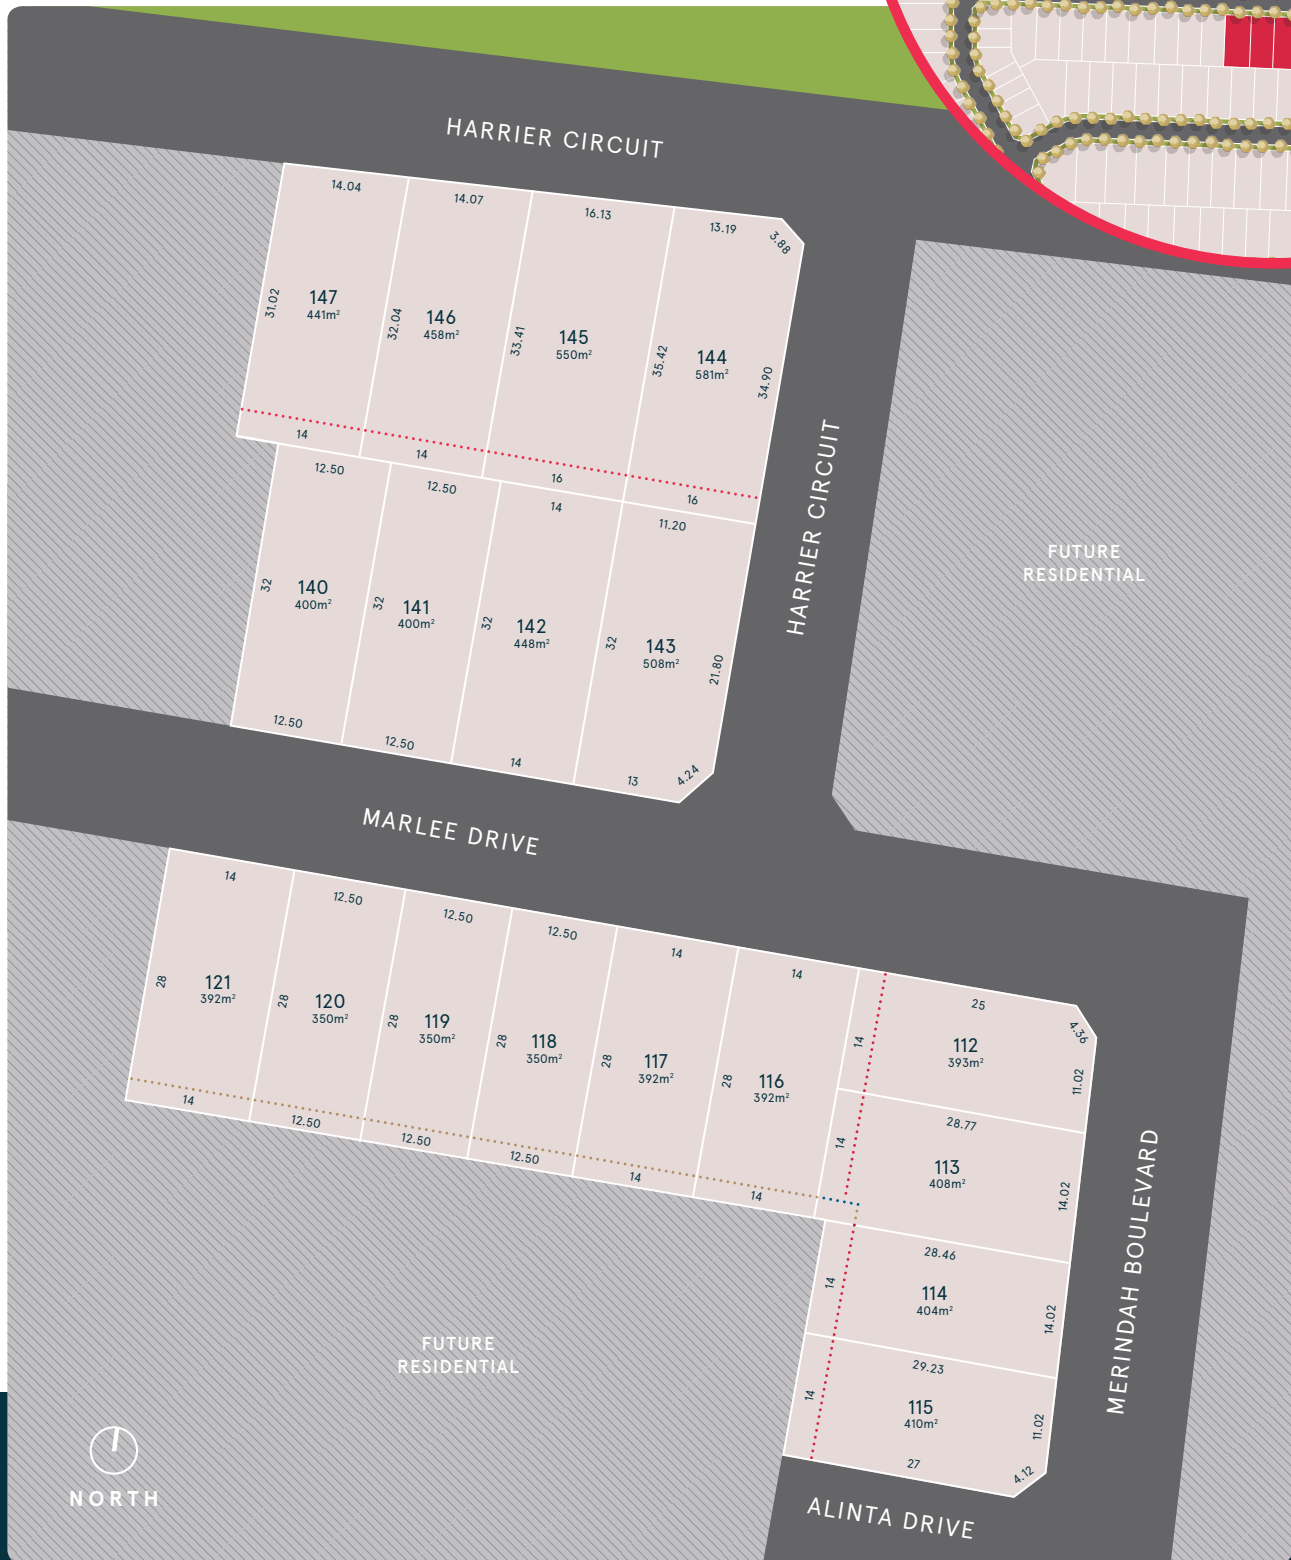 HARRIER CIRCUIT
14.04
14.07
16.13
13.19
3.88
31.02
147
441m²
32.04
146
458m²
33.41
145
550m²
35.42
144
581m²
34.90
14
14
16
16
HARRIER CIRCUIT
12.50
12.50
14
11.20
32
140
400m²
32
141
400m²
32
142
448m²
32
143
508m²
21.80
12.50
12.50
14
13
4.24
FUTURE
RESIDENTIAL
MARLEE DRIVE
14
12.50
12.50
12.50
14
14
25
4.36
28
121
392m²
28
120
350m²
28
119
350m²
28
118
350m²
28
117
392m²
28
116
392m²
14
112
393m²
11.02
14
12.50
12.50
12.50
14
14
28.77
14
113
408m²
14.02
28.46
14
114
404m²
14.02
29.23
14
115
410m²
11.02
27
4.12
MERINDAH BOULEVARD
FUTURE
RESIDENTIAL
NORTH
ALINTA DRIVE